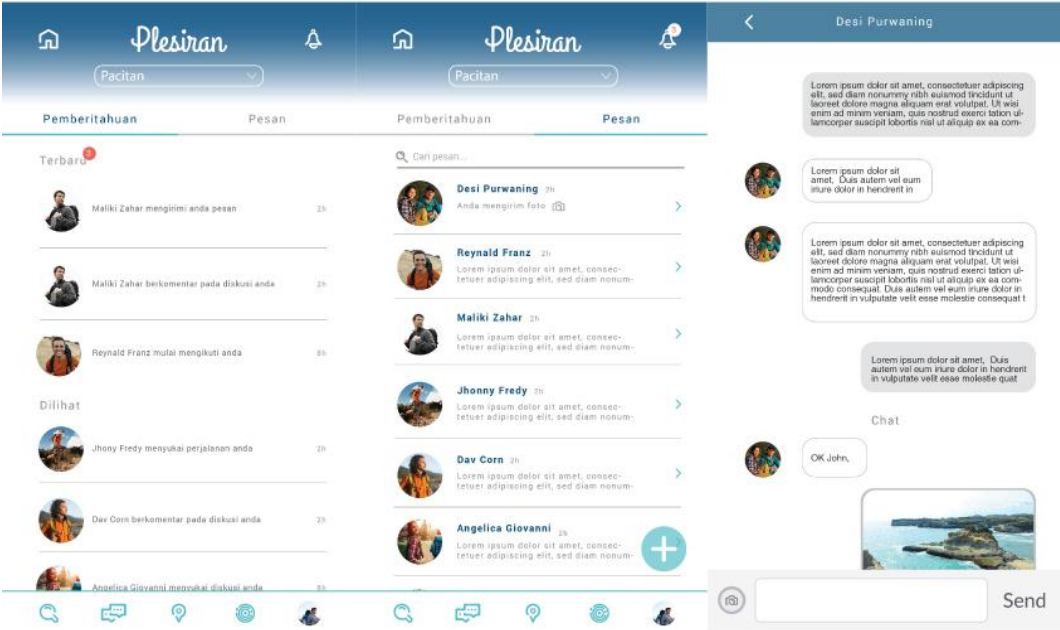 Plesiran
Pacitan
Pemberitahuan Pesan
Terbaru 3
Maliki Zahar mengirimi anda pesan 2h
Maliki Zahar berkomentar pada diskusi anda 2h
Reynald Franz mulai mengikuti anda 8h
Dilihat
Jhony Fredy menyukai perjalanan anda 2h
Dav Corn berkomentar pada diskusi anda 2h
Angelica Giovanni menyukai diskusi anda 8h
Plesiran 3
Pacitan
Pemberitahuan Pesan
Cari pesan...
Desi Purwaning 2h
Anda mengirim foto
Reynald Franz 2h
Lorem ipsum dolor sit amet, consec-
tetuer adipiscing elit, sed diam nonum-
Maliki Zahar 2h
Lorem ipsum dolor sit amet, consec-
tetuer adipiscing elit, sed diam nonum-
Jhonny Fredy 2h
Lorem ipsum dolor sit amet, consec-
tetuer adipiscing elit, sed diam nonum-
Dav Corn 2h
Lorem ipsum dolor sit amet, consec-
tetuer adipiscing elit, sed diam nonum-
Angelica Giovanni 2h
Lorem ipsum dolor sit amet, consec-
tetuer adipiscing elit, sed diam nonum-
Desi Purwaning
Lorem ipsum dolor sit amet, consectetuer adipiscing
elit, sed diam nonummy nibh euismod tincidunt ut
laoreet dolore magna aliquam erat volutpat. Ut wisi
enim ad minim veniam, quis nostrud exerci tation ul-
lamcorper suscipit lobortis nisl ut aliquip ex ea com-
Lorem ipsum dolor sit
amet, Duis autem vel eum
iriure dolor in hendrerit in
Lorem ipsum dolor sit amet, consectetuer adipiscing
elit, sed diam nonummy nibh euismod tincidunt ut
laoreet dolore magna aliquam erat volutpat. Ut wisi
enim ad minim veniam, quis nostrud exerci tation ul-
lamcorper suscipit lobortis nisl ut aliquip ex ea com-
modo consequat. Duis autem vel eum iriure dolor in
hendrerit in vulputate velit esse molestie consequat t
Lorem ipsum dolor sit amet, Duis
autem vel eum iriure dolor in hendrerit
in vulputate velit esse molestie quat
Chat
OK John,
Send